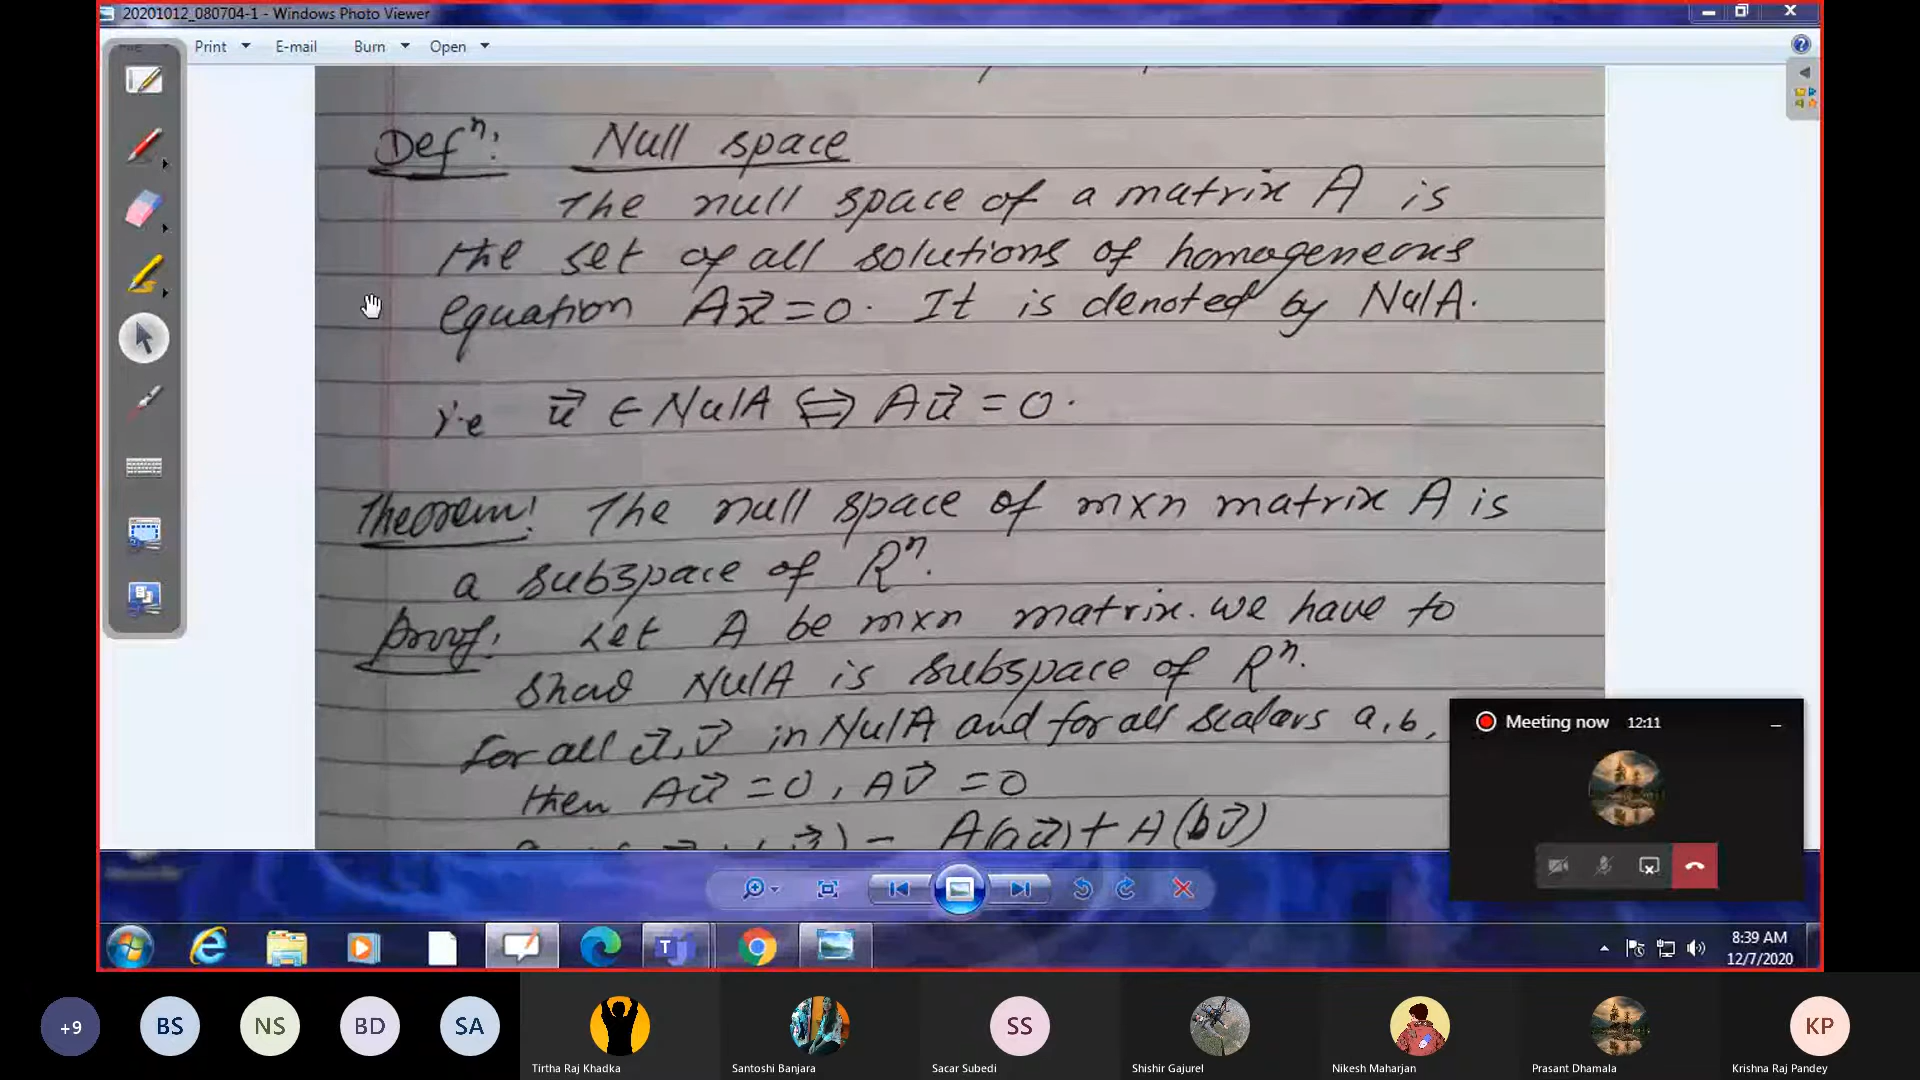 20201012_080704-1 - Windows Photo Viewer
Print E-mail Burn Open
Defⁿ: Null space
The null space of a matrix A is
the set of all solutions of homogeneous
equation Ax⃗ = 0. It is denoted by NulA.
i.e u⃗ ∈ NulA ⇔ Au⃗ = 0.
Theorem: The null space of m×n matrix A is
a subspace of Rⁿ.
Proof: Let A be m×n matrix. we have to
show NulA is subspace of Rⁿ.
For all u⃗, v⃗ in NulA and for all scalars a, b,
then Au⃗ = 0, Av⃗ = 0
A(au⃗) + A(bv⃗)
Meeting now 12:11
8:39 AM
12/7/2020
+9 BS NS BD SA SS KP
Tirtha Raj Khadka Santoshi Banjara Sacar Subedi Shishir Gajurel Nikesh Maharjan Prasant Dhamala Krishna Raj Pandey